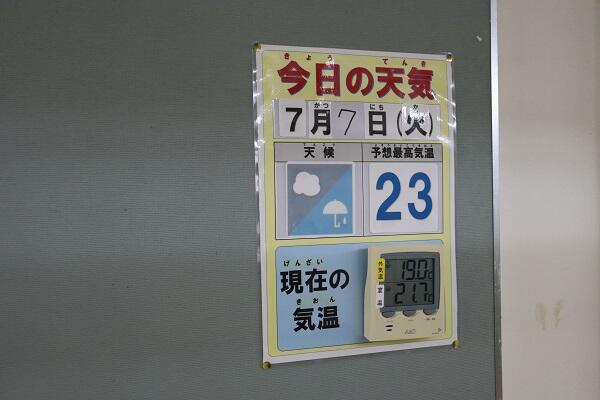 きょう てんき
今日の天気
がつ にち か
7月7日(火)
天候
予想最高気温
23
げんざい
現在の
きおん
気温
外気温
19.0℃
室温
21.7℃
A&D